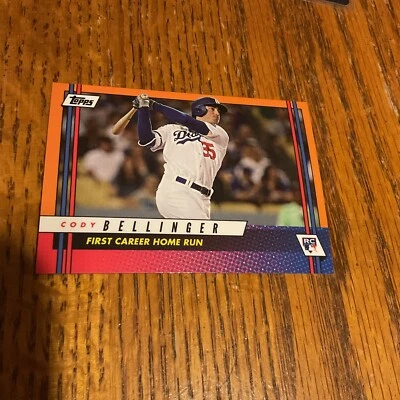 Topps
Dodgers
35
CODY BELLINGER
FIRST CAREER HOME RUN
RC